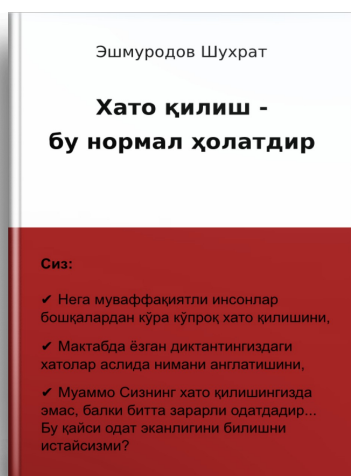 Эшмуродов Шухрат
Хато қилиш -
бу нормал ҳолатдир
Сиз:
✔ Нега муваффақиятли инсонлар
бошқалардан кўра кўпроқ хато қилишини,
✔ Мактабда ёзган диктантингиздаги
хатолар аслида нимани англатишини,
✔ Муаммо Сизнинг хато қилишингизда
эмас, балки битта зарарли одатдадир...
Бу қайси одат эканлигини билишни
истайсизми?